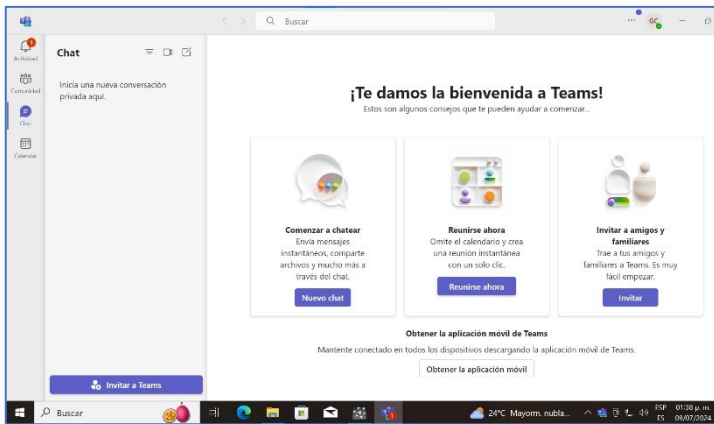 Buscar
GC
1
Actividad
Comunidad
Chat
Calendar
Chat
Inicia una nueva conversación
privada aquí.
Invitar a Teams
¡Te damos la bienvenida a Teams!
Estos son algunos consejos que te pueden ayudar a comenzar...
Comenzar a chatear
Envía mensajes
instantáneos, comparte
archivos y mucho más a
través del chat.
Nuevo chat
Reunirse ahora
Omite el calendario y crea
una reunión instantánea
con un solo clic.
Reunirse ahora
Invitar a amigos y
familiares
Trae a tus amigos y
familiares a Teams. Es muy
fácil empezar.
Invitar
Obtener la aplicación móvil de Teams
Mantente conectado en todos los dispositivos descargando la aplicación móvil de Teams.
Obtener la aplicación móvil
Buscar
24°C Mayorm. nubla...
ESP
ES
01:38 p. m.
09/07/2024